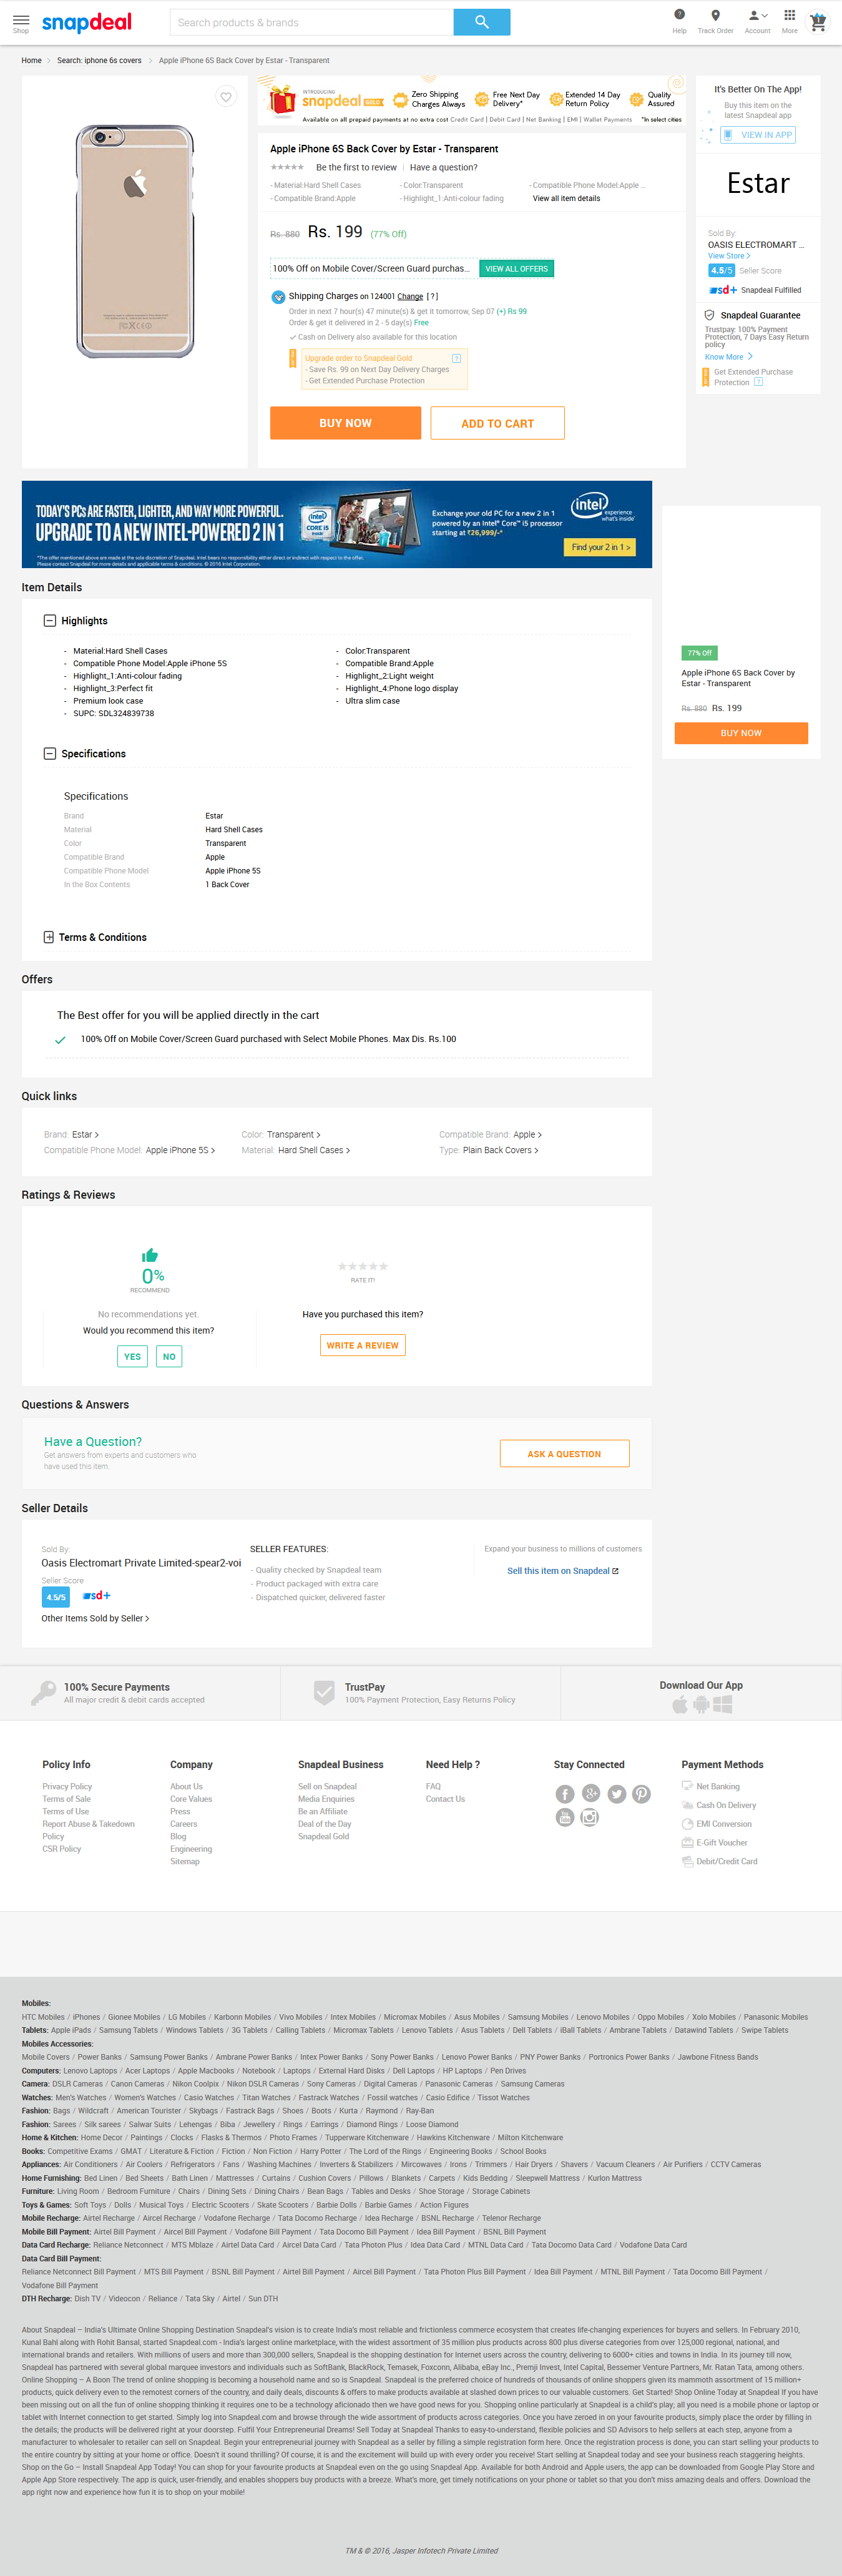 Shop
snapdeal
Search products & brands
Help
Track Order
Account
More
Home > Search: iphone 6s covers > Apple iPhone 6S Back Cover by Estar - Transparent
INTRODUCING
snapdeal GOLD
Zero Shipping
Charges Always
Free Next Day
Delivery*
Extended 14 Day
Return Policy
Quality
Assured
Available on all prepaid payments at no extra cost Credit Card | Debit Card | Net Banking | EMI | Wallet Payments *In select cities
Apple iPhone 6S Back Cover by Estar - Transparent
Be the first to review | Have a question?
- Material:Hard Shell Cases
- Color:Transparent
- Compatible Phone Model:Apple ...
- Compatible Brand:Apple
- Highlight_1:Anti-colour fading
View all item details
Rs. 880 Rs. 199 (77% Off)
100% Off on Mobile Cover/Screen Guard purchas...
VIEW ALL OFFERS
Shipping Charges on 124001 Change [ ? ]
Order in next 7 hour(s) 47 minute(s) & get it tomorrow, Sep 07 (+) Rs 99
Order & get it delivered in 2 - 5 day(s) Free
Cash on Delivery also available for this location
Upgrade order to Snapdeal Gold
?
- Save Rs. 99 on Next Day Delivery Charges
- Get Extended Purchase Protection
BUY NOW
ADD TO CART
It's Better On The App!
Buy this item on the
latest Snapdeal app
VIEW IN APP
Estar
Sold By:
OASIS ELECTROMART ...
View Store >
4.5/5 Seller Score
sd+ Snapdeal Fulfilled
Snapdeal Guarantee
Trustpay: 100% Payment
Protection, 7 Days Easy Return
policy
Know More >
Get Extended Purchase
Protection ?
TODAY'S PCs ARE FASTER, LIGHTER, AND WAY MORE POWERFUL.
UPGRADE TO A NEW INTEL-POWERED 2 IN 1
intel
CORE i5
inside
Exchange your old PC for a new 2 in 1
powered by an Intel® Core™ i5 processor
starting at ₹26,999/-*
intel
experience
what's inside
Find your 2 in 1 >
77% Off
Apple iPhone 6S Back Cover by
Estar - Transparent
Rs. 880 Rs. 199
BUY NOW
Item Details
Highlights
- Material:Hard Shell Cases
- Color:Transparent
- Compatible Phone Model:Apple iPhone 5S
- Compatible Brand:Apple
- Highlight_1:Anti-colour fading
- Highlight_2:Light weight
- Highlight_3:Perfect fit
- Highlight_4:Phone logo display
- Premium look case
- Ultra slim case
- SUPC: SDL324839738
Specifications
Specifications
Brand Estar
Material Hard Shell Cases
Color Transparent
Compatible Brand Apple
Compatible Phone Model Apple iPhone 5S
In the Box Contents 1 Back Cover
Terms & Conditions
Offers
The Best offer for you will be applied directly in the cart
100% Off on Mobile Cover/Screen Guard purchased with Select Mobile Phones. Max Dis. Rs.100
Quick links
Brand: Estar > Color: Transparent > Compatible Brand: Apple >
Compatible Phone Model: Apple iPhone 5S > Material: Hard Shell Cases > Type: Plain Back Covers >
Ratings & Reviews
0%
RECOMMEND
RATE IT!
No recommendations yet.
Would you recommend this item?
YES NO
Have you purchased this item?
WRITE A REVIEW
Questions & Answers
Have a Question?
Get answers from experts and customers who
have used this item.
ASK A QUESTION
Seller Details
Sold By:
Oasis Electromart Private Limited-spear2-voi
Seller Score
4.5/5 sd+
Other Items Sold by Seller >
SELLER FEATURES:
- Quality checked by Snapdeal team
- Product packaged with extra care
- Dispatched quicker, delivered faster
Expand your business to millions of customers
Sell this item on Snapdeal
100% Secure Payments
All major credit & debit cards accepted
TrustPay
100% Payment Protection, Easy Returns Policy
Download Our App
Policy Info
Privacy Policy
Terms of Sale
Terms of Use
Report Abuse & Takedown
Policy
CSR Policy
Company
About Us
Core Values
Press
Careers
Blog
Engineering
Sitemap
Snapdeal Business
Sell on Snapdeal
Media Enquiries
Be an Affiliate
Deal of the Day
Snapdeal Gold
Need Help ?
FAQ
Contact Us
Stay Connected
Payment Methods
Net Banking
Cash On Delivery
EMI Conversion
E-Gift Voucher
Debit/Credit Card
Mobiles:
HTC Mobiles / iPhones / Gionee Mobiles / LG Mobiles / Karbonn Mobiles / Vivo Mobiles / Intex Mobiles / Micromax Mobiles / Asus Mobiles / Samsung Mobiles / Lenovo Mobiles / Oppo Mobiles / Xolo Mobiles / Panasonic Mobiles
Tablets: Apple iPads / Samsung Tablets / Windows Tablets / 3G Tablets / Calling Tablets / Micromax Tablets / Lenovo Tablets / Asus Tablets / Dell Tablets / iBall Tablets / Ambrane Tablets / Datawind Tablets / Swipe Tablets
Mobiles Accessories:
Mobile Covers / Power Banks / Samsung Power Banks / Ambrane Power Banks / Intex Power Banks / Sony Power Banks / Lenovo Power Banks / PNY Power Banks / Portronics Power Banks / Jawbone Fitness Bands
Computers: Lenovo Laptops / Acer Laptops / Apple Macbooks / Notebook / Laptops / External Hard Disks / Dell Laptops / HP Laptops / Pen Drives
Camera: DSLR Cameras / Canon Cameras / Nikon Coolpix / Nikon DSLR Cameras / Sony Cameras / Digital Cameras / Panasonic Cameras / Samsung Cameras
Watches: Men's Watches / Women's Watches / Casio Watches / Titan Watches / Fastrack Watches / Fossil watches / Casio Edifice / Tissot Watches
Fashion: Bags / Wildcraft / American Tourister / Skybags / Fastrack Bags / Shoes / Boots / Kurta / Raymond / Ray-Ban
Fashion: Sarees / Silk sarees / Salwar Suits / Lehengas / Biba / Jewellery / Rings / Earrings / Diamond Rings / Loose Diamond
Home & Kitchen: Home Decor / Paintings / Clocks / Flasks & Thermos / Photo Frames / Tupperware Kitchenware / Hawkins Kitchenware / Milton Kitchenware
Books: Competitive Exams / GMAT / Literature & Fiction / Fiction / Non Fiction / Harry Potter / The Lord of the Rings / Engineering Books / School Books
Appliances: Air Conditioners / Air Coolers / Refrigerators / Fans / Washing Machines / Inverters & Stabilizers / Mircowaves / Irons / Trimmers / Hair Dryers / Shavers / Vacuum Cleaners / Air Purifiers / CCTV Cameras
Home Furnishing: Bed Linen / Bed Sheets / Bath Linen / Mattresses / Curtains / Cushion Covers / Pillows / Blankets / Carpets / Kids Bedding / Sleepwell Mattress / Kurlon Mattress
Furniture: Living Room / Bedroom Furniture / Chairs / Dining Sets / Dining Chairs / Bean Bags / Tables and Desks / Shoe Storage / Storage Cabinets
Toys & Games: Soft Toys / Dolls / Musical Toys / Electric Scooters / Skate Scooters / Barbie Dolls / Barbie Games / Action Figures
Mobile Recharge: Airtel Recharge / Aircel Recharge / Vodafone Recharge / Tata Docomo Recharge / Idea Recharge / BSNL Recharge / Telenor Recharge
Mobile Bill Payment: Airtel Bill Payment / Aircel Bill Payment / Vodafone Bill Payment / Tata Docomo Bill Payment / Idea Bill Payment / BSNL Bill Payment
Data Card Recharge: Reliance Netconnect / MTS Mblaze / Airtel Data Card / Aircel Data Card / Tata Photon Plus / Idea Data Card / MTNL Data Card / Tata Docomo Data Card / Vodafone Data Card
Data Card Bill Payment:
Reliance Netconnect Bill Payment / MTS Bill Payment / BSNL Bill Payment / Airtel Bill Payment / Aircel Bill Payment / Tata Photon Plus Bill Payment / Idea Bill Payment / MTNL Bill Payment / Tata Docomo Bill Payment /
Vodafone Bill Payment
DTH Recharge: Dish TV / Videocon / Reliance / Tata Sky / Airtel / Sun DTH
About Snapdeal – India's Ultimate Online Shopping Destination Snapdeal's vision is to create India's most reliable and frictionless commerce ecosystem that creates life-changing experiences for buyers and sellers. In February 2010,
Kunal Bahl along with Rohit Bansal, started Snapdeal.com - India's largest online marketplace, with the widest assortment of 35 million plus products across 800 plus diverse categories from over 125,000 regional, national, and
international brands and retailers. With millions of users and more than 300,000 sellers, Snapdeal is the shopping destination for Internet users across the country, delivering to 6000+ cities and towns in India. In its journey till now,
Snapdeal has partnered with several global marquee investors and individuals such as SoftBank, BlackRock, Temasek, Foxconn, Alibaba, eBay Inc., Premji Invest, Intel Capital, Bessemer Venture Partners, Mr. Ratan Tata, among others.
Online Shopping – A Boon The trend of online shopping is becoming a household name and so is Snapdeal. Snapdeal is the preferred choice of hundreds of thousands of online shoppers given its mammoth assortment of 15 million+
products, quick delivery even to the remotest corners of the country, and daily deals, discounts & offers to make products available at slashed down prices to our valuable customers. Get Started! Shop Online Today at Snapdeal If you have
been missing out on all the fun of online shopping thinking it requires one to be a technology aficionado then we have good news for you. Shopping online particularly at Snapdeal is a child's play; all you need is a mobile phone or laptop or
tablet with Internet connection to get started. Simply log into Snapdeal.com and browse through the wide assortment of products across categories. Once you have zeroed in on your favourite products, simply place the order by filling in
the details; the products will be delivered right at your doorstep. Fulfil Your Entrepreneurial Dreams! Sell Today at Snapdeal Thanks to easy-to-understand, flexible policies and SD Advisors to help sellers at each step, anyone from a
manufacturer to wholesaler to retailer can sell on Snapdeal. Begin your entrepreneurial journey with Snapdeal as a seller by filling a simple registration form here. Once the registration process is done, you can start selling your products to
the entire country by sitting at your home or office. Doesn't it sound thrilling? Of course, it is and the excitement will build up with every order you receive! Start selling at Snapdeal today and see your business reach staggering heights.
Shop on the Go – Install Snapdeal App Today! You can shop for your favourite products at Snapdeal even on the go using Snapdeal App. Available for both Android and Apple users, the app can be downloaded from Google Play Store and
Apple App Store respectively. The app is quick, user-friendly, and enables shoppers buy products with a breeze. What's more, get timely notifications on your phone or tablet so that you don't miss amazing deals and offers. Download the
app right now and experience how fun it is to shop on your mobile!
TM & © 2016, Jasper Infotech Private Limited